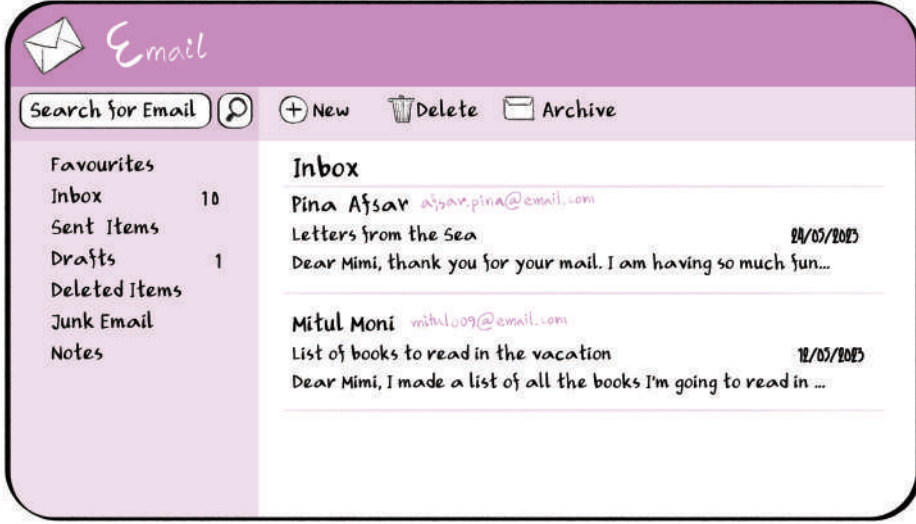 Email
Search for Email
New Delete Archive
Favourites
Inbox 10
Sent Items
Drafts 1
Deleted Items
Junk Email
Notes
Inbox
Pina Afsar afsar.pina@email.com
Letters from the Sea 24/05/2023
Dear Mimi, thank you for your mail. I am having so much fun...
Mitul Moni mitul009@email.com
List of books to read in the vacation 12/05/2023
Dear Mimi, I made a list of all the books I'm going to read in ...